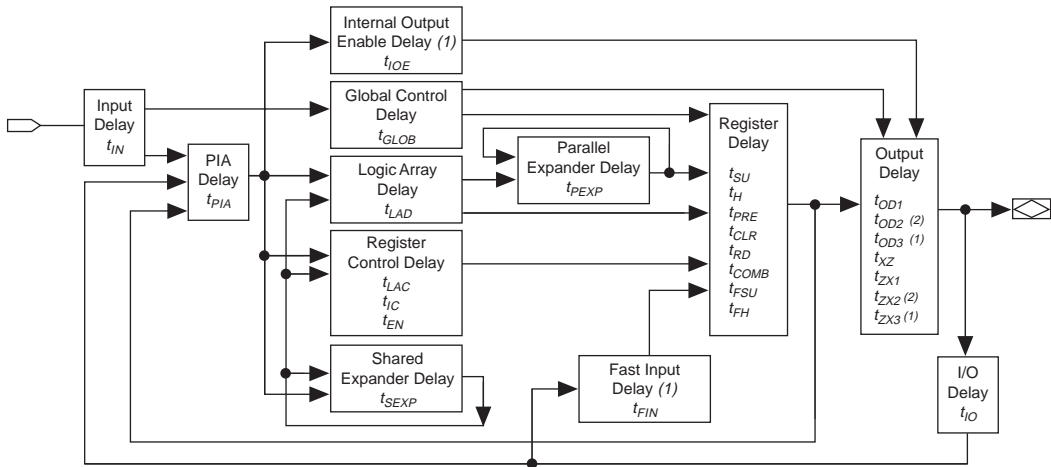 Internal Output
Enable Delay (1)
tIOE
Input
Delay
tIN
Global Control
Delay
tGLOB
PIA
Delay
tPIA
Logic Array
Delay
tLAD
Parallel
Expander Delay
tPEXP
Register
Control Delay
tLAC
tIC
tEN
Shared
Expander Delay
tSEXP
Fast Input
Delay (1)
tFIN
Register
Delay
tSU
tH
tPRE
tCLR
tRD
tCOMB
tFSU
tFH
Output
Delay
tOD1
tOD2 (2)
tOD3 (1)
tXZ
tZX1
tZX2 (2)
tZX3 (1)
I/O
Delay
tIO